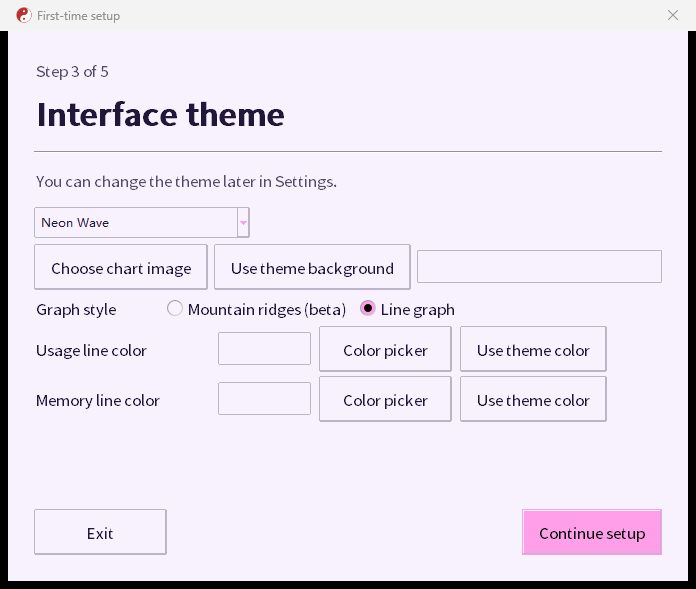 First-time setup
Step 3 of 5
Interface theme
You can change the theme later in Settings.
Neon Wave
Choose chart image Use theme background
Graph style Mountain ridges (beta) Line graph
Usage line color Color picker Use theme color
Memory line color Color picker Use theme color
Exit Continue setup